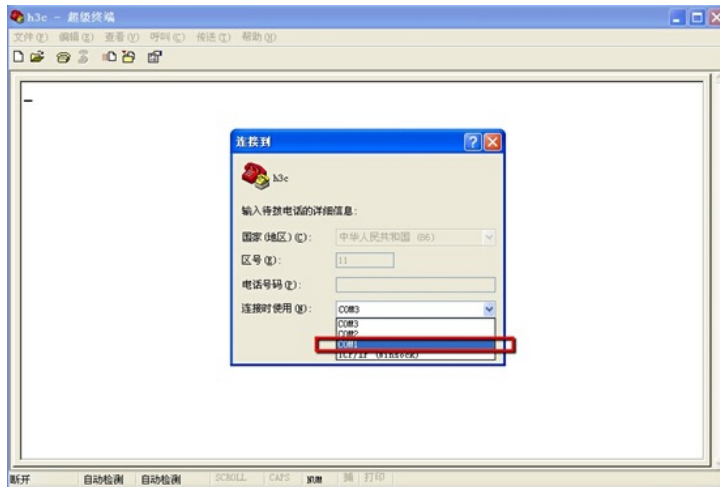 h3c - 超级终端
文件(F) 编辑(E) 查看(V) 呼叫(C) 传送(T) 帮助(H)
连接到
h3c
输入待拨电话的详细信息:
国家(地区)(C): 中华人民共和国 (86)
区号(E): 11
电话号码(P):
连接时使用(N): COM3
COM3
COM2
COM1
TCP/IP (Winsock)
断开 自动检测 自动检测 SCROLL CAPS NUM 捕 打印